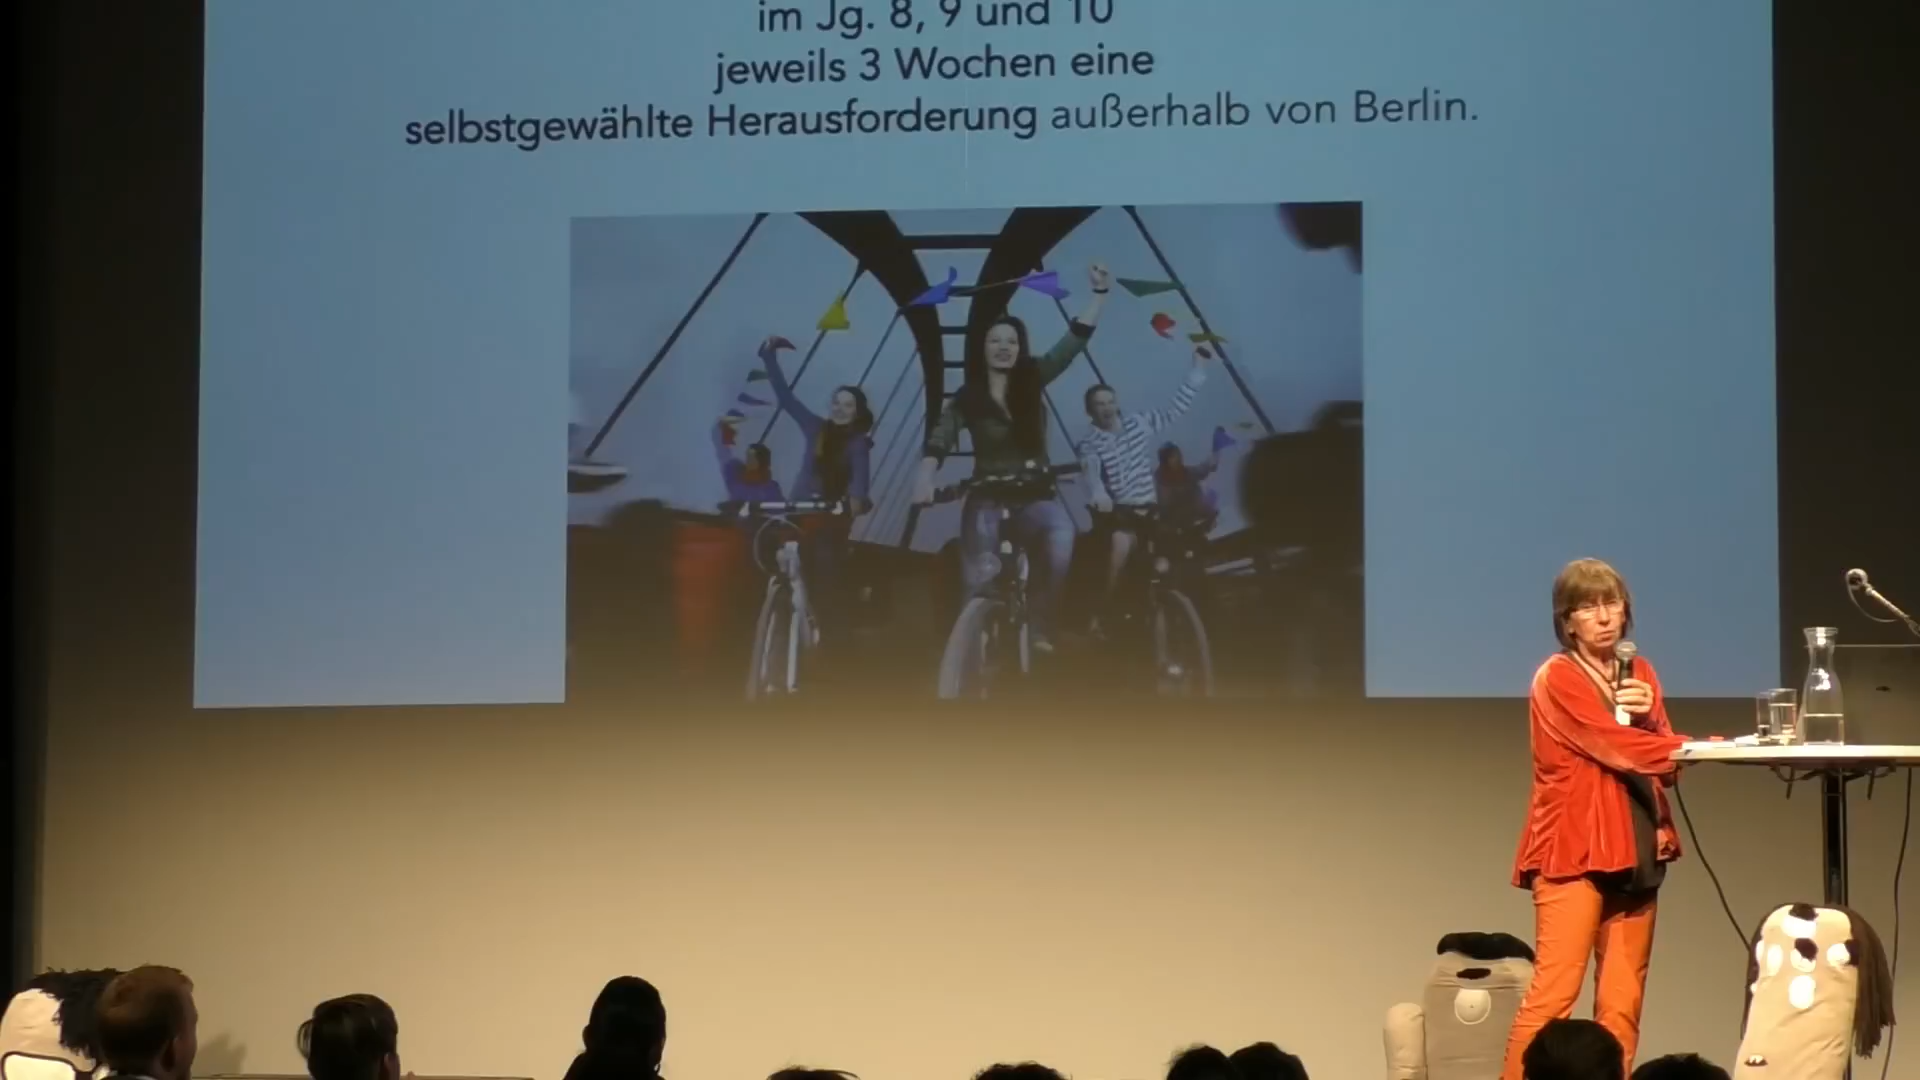 im Jg. 8, 9 und 10
jeweils 3 Wochen eine
selbstgewählte Herausforderung außerhalb von Berlin.